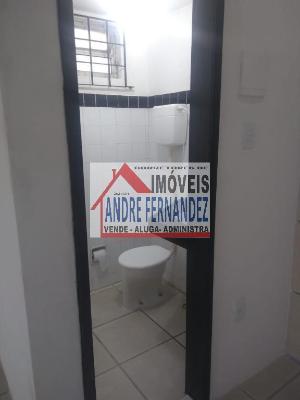 IMÓVEIS
ANDRE FERNANDEZ
VENDE - ALUGA - ADMINISTRA